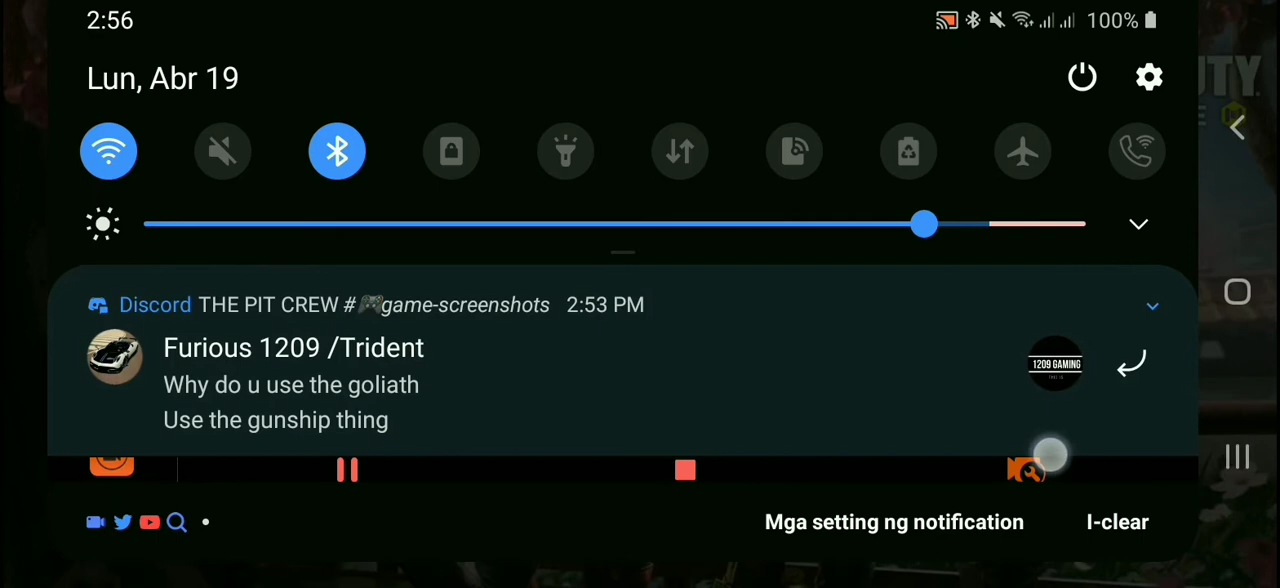 2:56
100%
Lun, Abr 19
Discord THE PIT CREW #🎮game-screenshots 2:53 PM
Furious 1209 /Trident
Why do u use the goliath
Use the gunship thing
1209 GAMING
Mga setting ng notification
I-clear
UTY